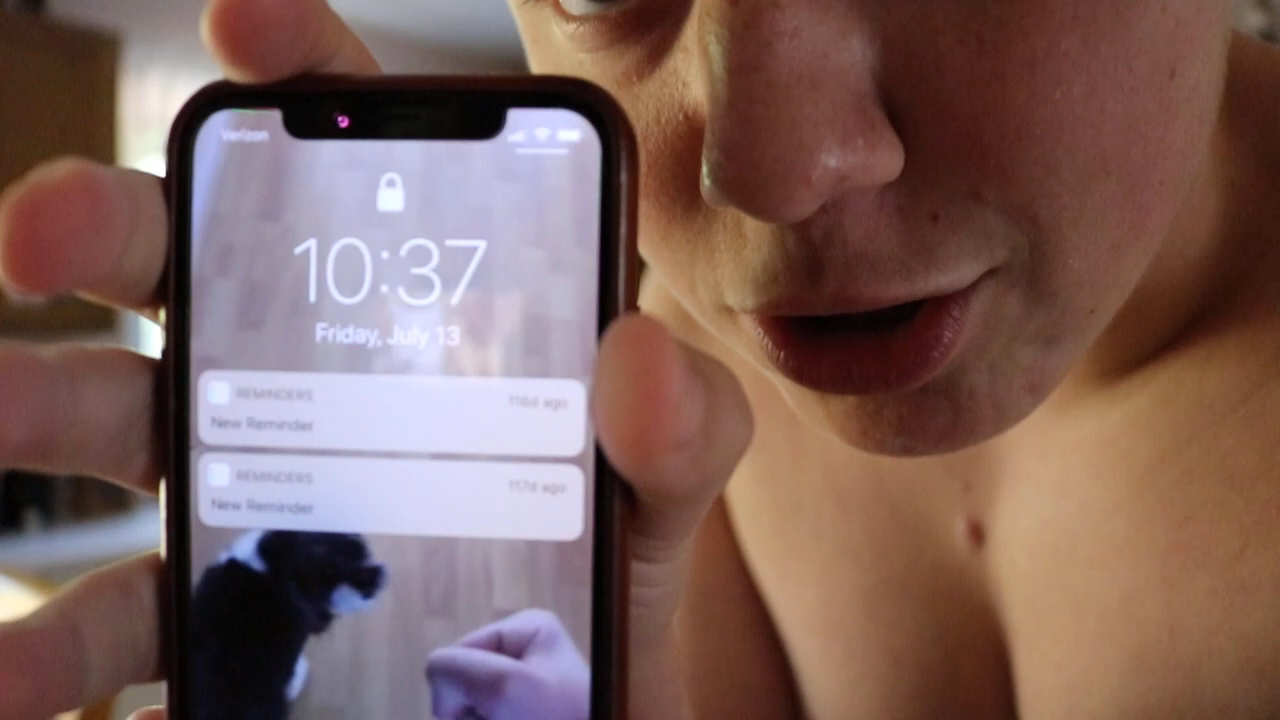 Verizon
10:37
Friday, July 13
REMINDERS
116d ago
New Reminder
REMINDERS
117d ago
New Reminder